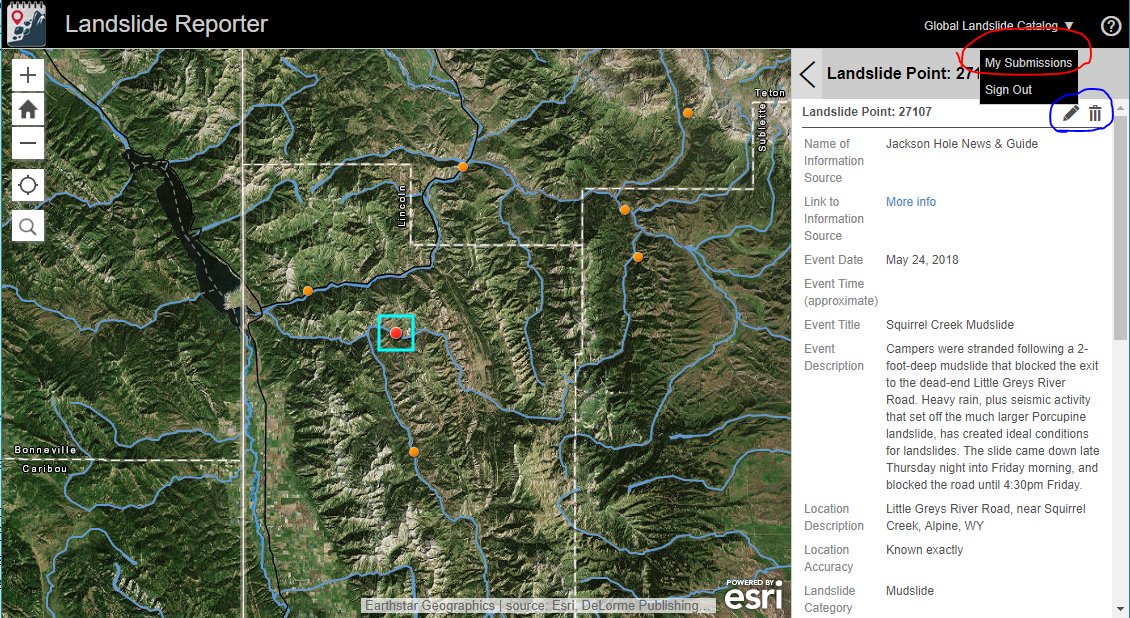 Landslide Reporter
Global Landslide Catalog ▼
?
My Submissions
Sign Out
Landslide Point: 271
Landslide Point: 27107
Name of
Information
Source
Jackson Hole News & Guide
Link to
Information
Source
More info
Event Date
May 24, 2018
Event Time
(approximate)
Event Title
Squirrel Creek Mudslide
Event
Description
Campers were stranded following a 2-
foot-deep mudslide that blocked the exit
to the dead-end Little Greys River
Road. Heavy rain, plus seismic activity
that set off the much larger Porcupine
landslide, has created ideal conditions
for landslides. The slide came down late
Thursday night into Friday morning, and
blocked the road until 4:30pm Friday.
Location
Description
Little Greys River Road, near Squirrel
Creek, Alpine, WY
Location
Accuracy
Known exactly
Landslide
Category
Mudslide
Teton
Sublette
Lincoln
Bonneville
Caribou
Earthstar Geographics | source: Esri, DeLorme Publishing...
POWERED BY
esri